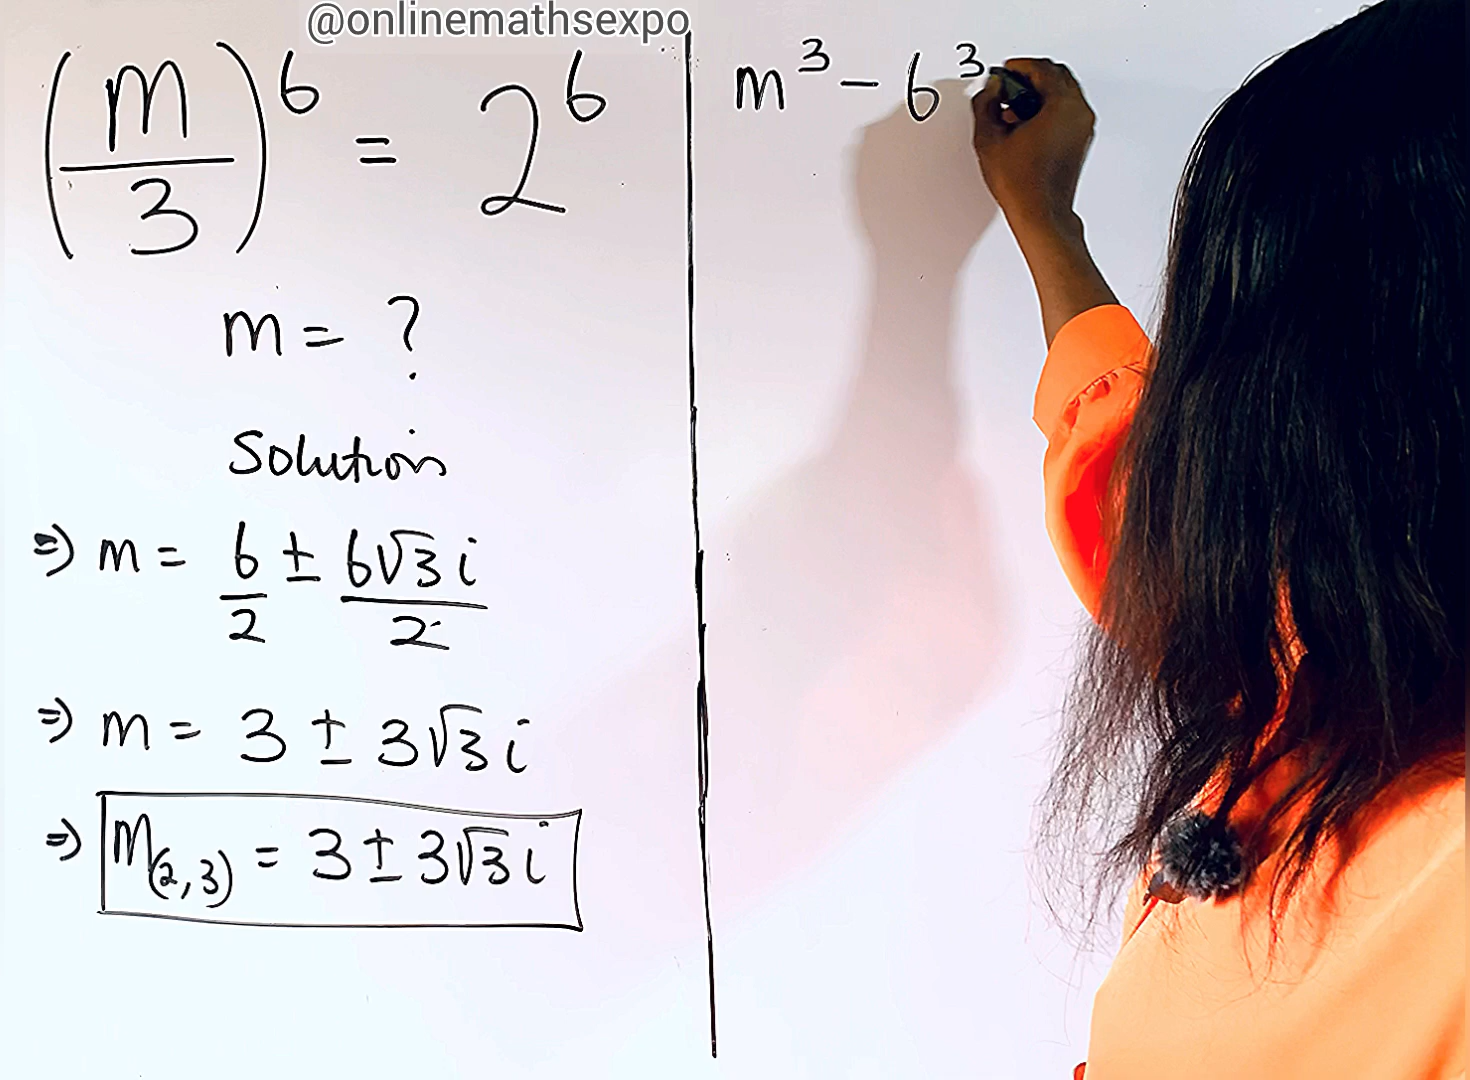 @onlinemathsexpo
(m/3)^6 = 2^6
m = ?
Solution
⇒ m = 6/2 ± 6√3 i/2
⇒ m = 3 ± 3√3 i
⇒ m(2,3) = 3 ± 3√3 i
m^3 - 6^3